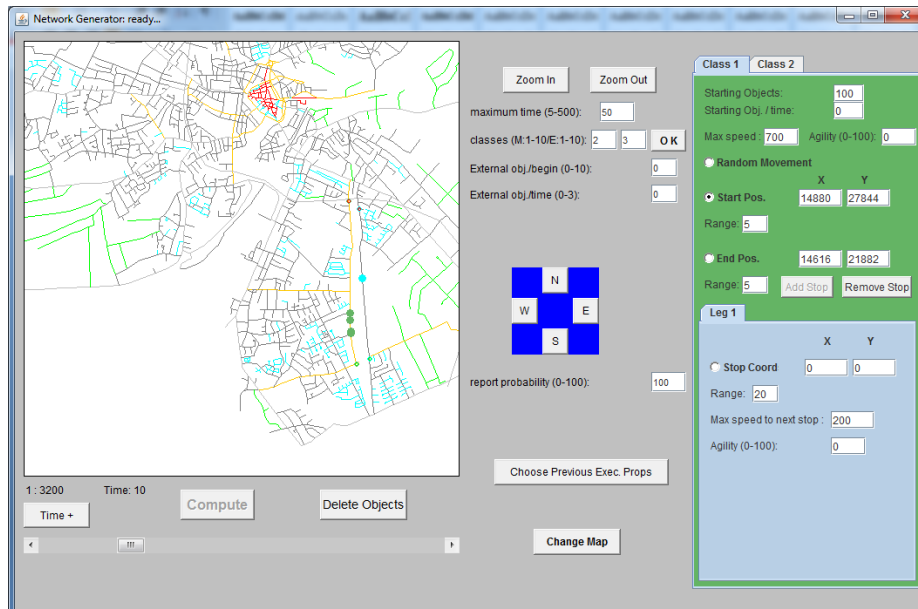 Network Generator: ready...
Zoom In Zoom Out
maximum time (5-500): 50
classes (M:1-10/E:1-10): 2 3 OK
External obj./begin (0-10): 0
External obj/time (0-3): 0
N
W E
S
report probability (0-100): 100
Choose Previous Exec. Props
Change Map
1 : 3200 Time: 10
Time + Compute Delete Objects
Class 1 Class 2
Starting Objects: 100
Starting Obj. / time: 0
Max speed : 700 Agility (0-100): 0
Random Movement
X Y
Start Pos. 14880 27844
Range: 5
End Pos. 14616 21882
Range: 5 Add Stop Remove Stop
Leg 1
X Y
Stop Coord 0 0
Range: 20
Max speed to next stop : 200
Agility (0-100): 0